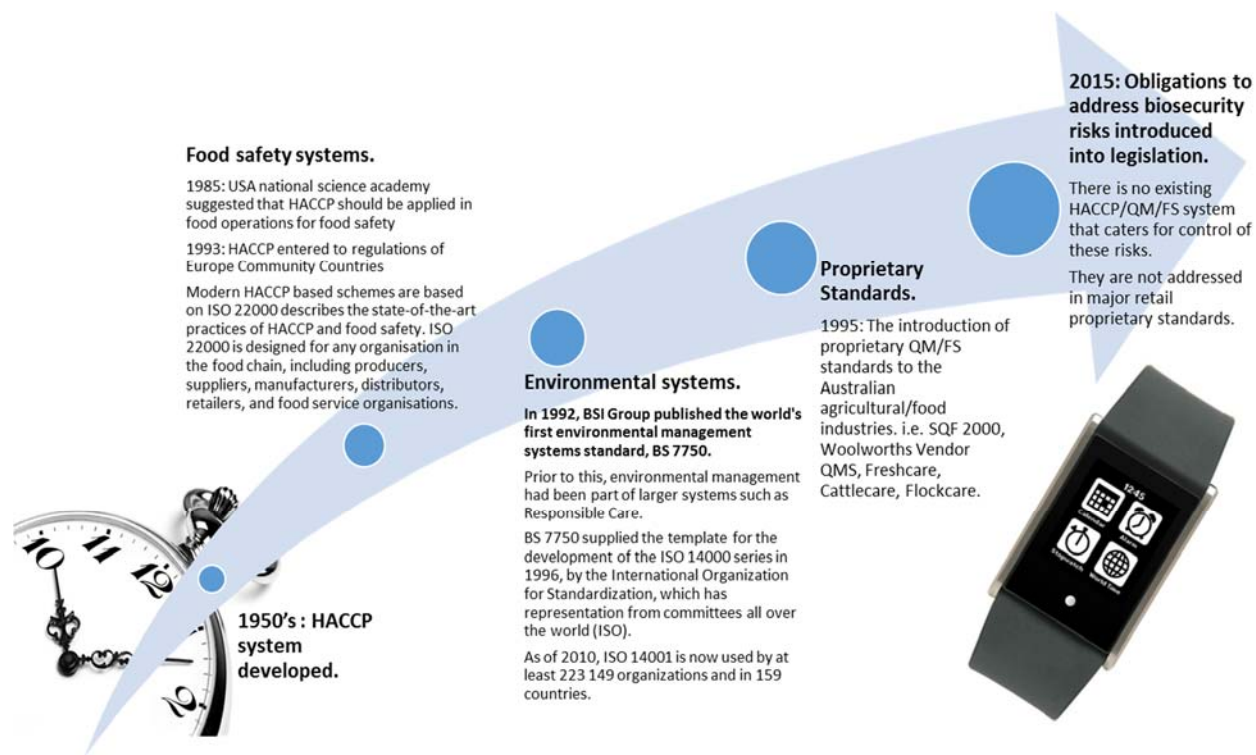 Food safety systems.
1985: USA national science academy
suggested that HACCP should be applied in
food operations for food safety
1993: HACCP entered to regulations of
Europe Community Countries
Modern HACCP based schemes are based
on ISO 22000 describes the state-of-the-art
practices of HACCP and food safety. ISO
22000 is designed for any organisation in
the food chain, including producers,
suppliers, manufacturers, distributors,
retailers, and food service organisations.
10
11
12
2
1950's : HACCP
system
developed.
Environmental systems.
In 1992, BSI Group published the world's
first environmental management
systems standard, BS 7750.
Prior to this, environmental management
had been part of larger systems such as
Responsible Care.
BS 7750 supplied the template for the
development of the ISO 14000 series in
1996, by the International Organization
for Standardization, which has
representation from committees all over
the world (ISO).
As of 2010, ISO 14001 is now used by at
least 223 149 organizations and in 159
countries.
Proprietary
Standards.
1995: The introduction of
proprietary QM/FS
standards to the
Australian
agricultural/food
industries. i.e. SQF 2000,
Woolworths Vendor
QMS, Freshcare,
Cattlecare, Flockcare.
2015: Obligations to
address biosecurity
risks introduced
into legislation.
There is no existing
HACCP/QM/FS system
that caters for control of
these risks.
They are not addressed
in major retail
proprietary standards.
12:45
Calendar
Alarm
Stopwatch
World Time